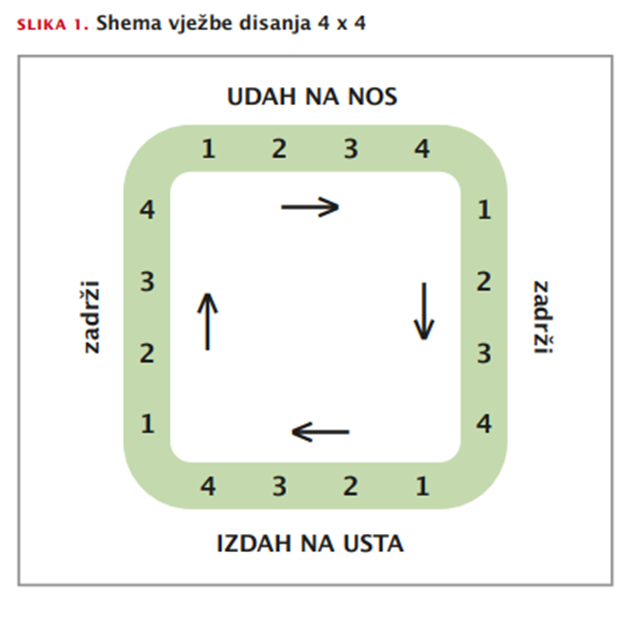 SLIKA 1. Shema vježbe disanja 4 x 4
UDAH NA NOS
1 2 3 4
4 1
3 2
zadrži zadrži
2 3
1 4
4 3 2 1
IZDAH NA USTA